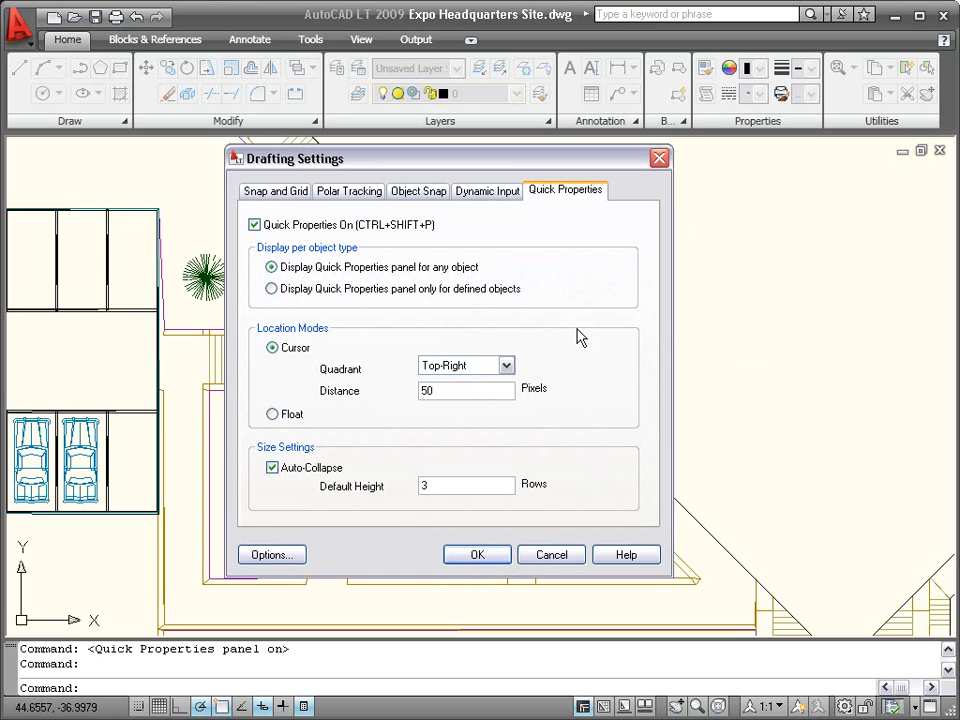 AutoCAD LT 2009 Expo Headquarters Site.dwg
Type a keyword or phrase
Home
Blocks & References
Annotate
Tools
View
Output
Unsaved Layer
0
Draw
Modify
Layers
Annotation
B...
Properties
Utilities
LT
Drafting Settings
Snap and Grid
Polar Tracking
Object Snap
Dynamic Input
Quick Properties
Quick Properties On (CTRL+SHIFT+P)
Display per object type
Display Quick Properties panel for any object
Display Quick Properties panel only for defined objects
Location Modes
Cursor
Quadrant
Top-Right
Distance
50
Pixels
Float
Size Settings
Auto-Collapse
Default Height
3
Rows
Options...
OK
Cancel
Help
Y
X
Command: <Quick Properties panel on>
Command:
Command:
44.6557, -36.9979
1:1